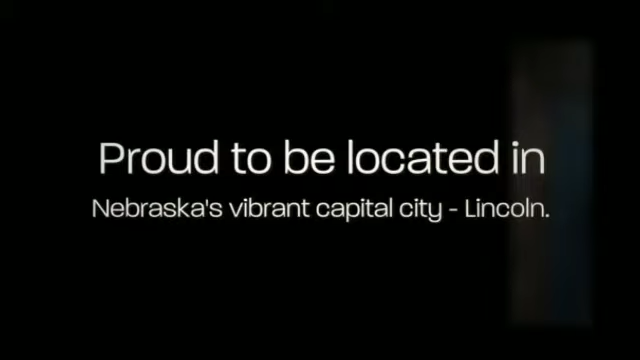 Proud to be located in
Nebraska's vibrant capital city - Lincoln.